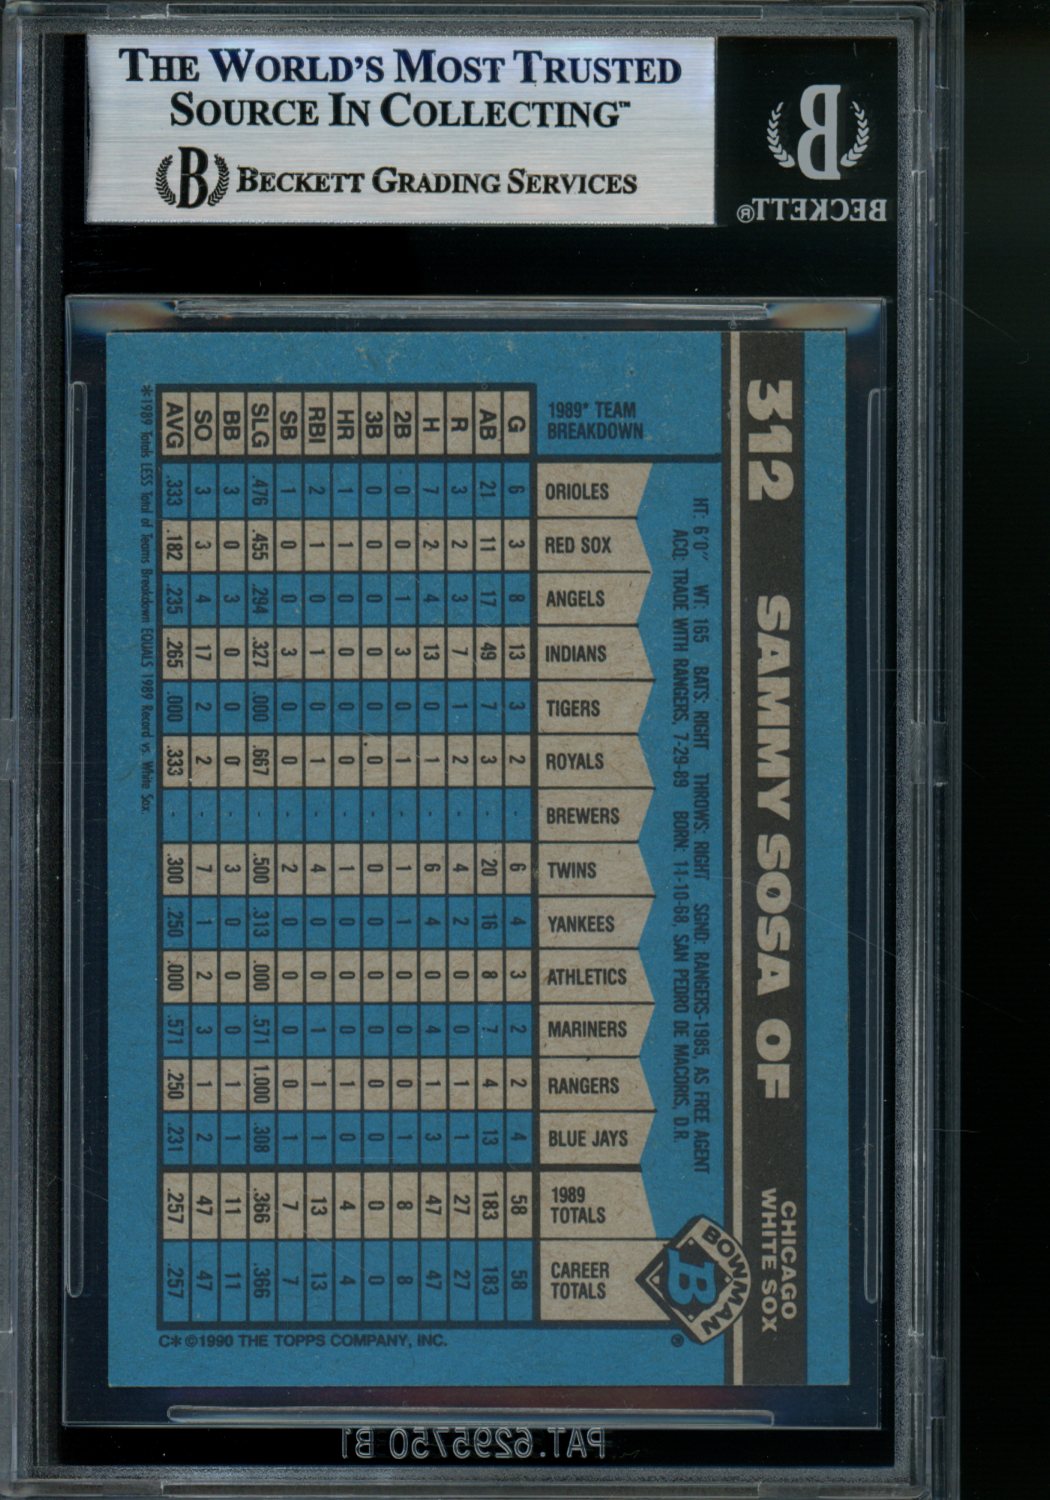 THE WORLD'S MOST TRUSTED
SOURCE IN COLLECTING™
B BECKETT GRADING SERVICES
B
BECKETT®
312 SAMMY SOSA OF CHICAGO
WHITE SOX
HT: 6'0" WT: 165 BATS: RIGHT THROWS: RIGHT SGND: RANGERS-1985, AS FREE AGENT
ACQ: TRADE WITH RANGERS, 7-29-89 BORN: 11-10-68, SAN PEDRO DE MACORIS, D.R.
BOWMAN
B
®
1989* TEAM
BREAKDOWN
G AB R H 2B 3B HR RBI SB SLG BB SO AVG
ORIOLES 6 21 3 7 0 0 1 2 1 .476 3 3 .333
RED SOX 3 11 2 2 0 0 1 1 0 .455 0 3 .182
ANGELS 8 17 3 4 1 0 0 0 0 .294 3 4 .235
INDIANS 13 49 7 13 3 0 0 1 3 .327 0 17 .265
TIGERS 3 7 1 0 0 0 0 0 0 .000 0 2 .000
ROYALS 2 3 2 1 1 0 0 1 0 .667 0 2 .333
BREWERS - - - - - - - - - - - - -
TWINS 6 20 4 6 1 0 1 4 2 .500 3 7 .300
YANKEES 4 16 2 4 1 0 0 0 0 .313 0 1 .250
ATHLETICS 3 8 0 0 0 0 0 0 0 .000 0 2 .000
MARINERS 2 7 0 4 0 0 0 1 0 .571 0 3 .571
RANGERS 2 4 1 1 0 0 1 1 0 1.000 1 1 .250
BLUE JAYS 4 13 1 3 1 0 0 1 1 .308 1 2 .231
1989
TOTALS 58 183 27 47 8 0 4 13 7 .366 11 47 .257
CAREER
TOTALS 58 183 27 47 8 0 4 13 7 .366 11 47 .257
*1989 Totals LESS Total of Teams Breakdown EQUALS 1989 Record vs. White Sox.
C*©1990 THE TOPPS COMPANY, INC.
PAT.6295750 B1